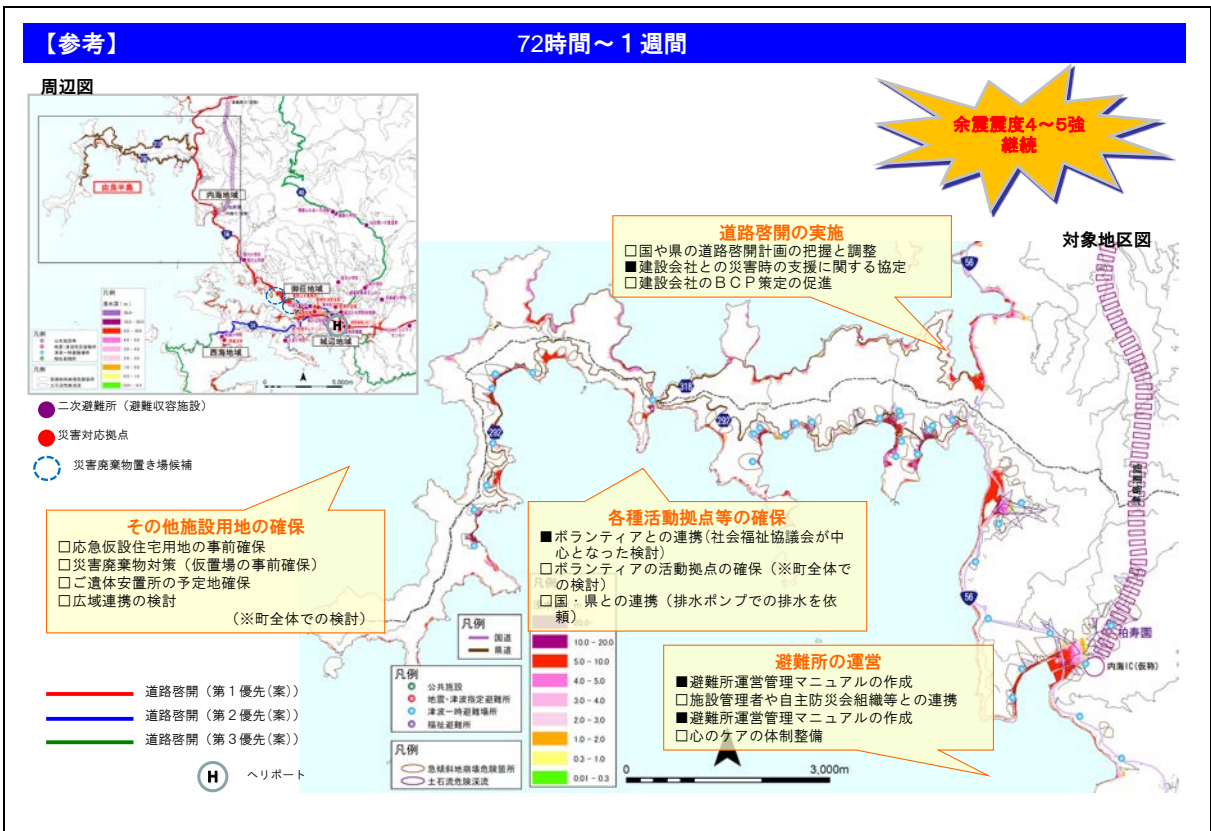 【参考】
72時間~1週間
周辺図
余震震度4~5強
継続
由良半島
内海地域
御荘地域
西海地域
城辺地域
56
H
凡例
浸水深(m)
凡例
凡例
0
5,000m
対象地区図
道路啓開の実施
□国や県の道路啓開計画の把握と調整
■建設会社との災害時の支援に関する協定
□建設会社のBCP策定の促進
56
318
292
292
津島道路
56
柏寿園
内海IC(仮称)
二次避難所(避難収容施設)
災害対応拠点
災害廃棄物置き場候補
その他施設用地の確保
□応急仮設住宅用地の事前確保
□災害廃棄物対策(仮置場の事前確保)
□ご遺体安置所の予定地確保
□広域連携の検討
(※町全体での検討)
各種活動拠点等の確保
■ボランティアとの連携(社会福祉協議会が中
心となった検討)
□ボランティアの活動拠点の確保(※町全体で
の検討)
□国・県との連携(排水ポンプでの排水を依
頼)
避難所の運営
■避難所運営管理マニュアルの作成
□施設管理者や自主防災会組織等との連携
■避難所運営管理マニュアルの作成
□心のケアの体制整備
道路啓開(第1優先(案))
道路啓開(第2優先(案))
道路啓開(第3優先(案))
H
ヘリポート
凡例
国道
県道
凡例
公共施設
地震・津波指定避難所
津波一時避難場所
福祉避難所
凡例
急傾斜地崩壊危険箇所
土石流危険渓流
凡例
20.0-
10.0 - 20.0
5.0 - 10.0
4.0 - 5.0
3.0 - 4.0
2.0 - 3.0
1.0 - 2.0
0.3 - 1.0
0.01 - 0.3
0
3,000m